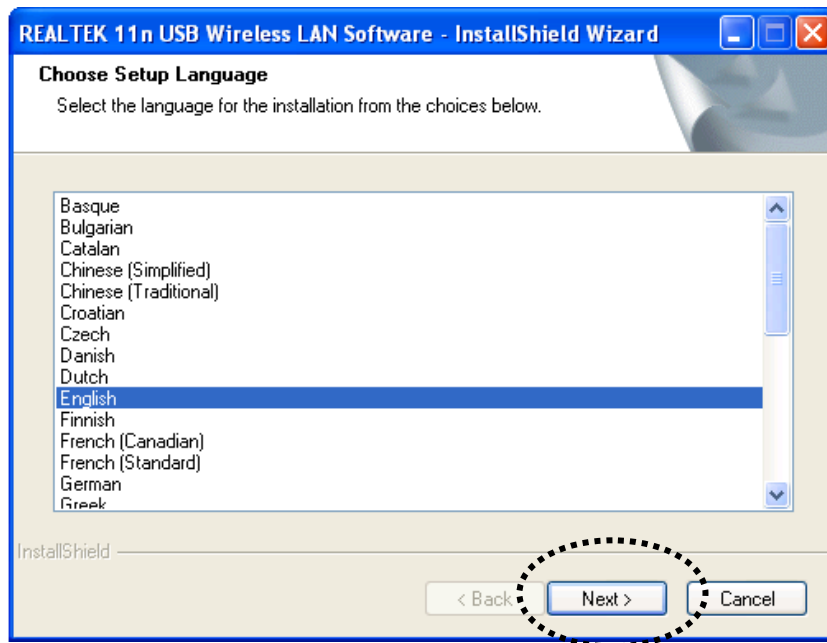 REALTEK 11n USB Wireless LAN Software - InstallShield Wizard
Choose Setup Language
Select the language for the installation from the choices below.
Basque
Bulgarian
Catalan
Chinese (Simplified)
Chinese (Traditional)
Croatian
Czech
Danish
Dutch
English
Finnish
French (Canadian)
French (Standard)
German
Greek
InstallShield
< Back Next > Cancel